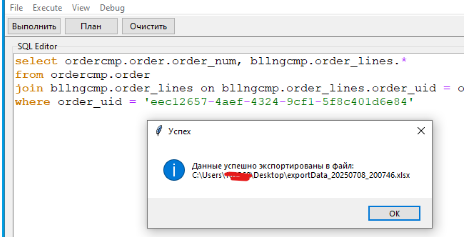 File Execute View Debug
Выполнить План Очистить
SQL Editor
select ordercmp.order.order_num, bllngcmp.order_lines.*
from ordercmp.order
join bllngcmp.order_lines on bllngcmp.order_lines.order_uid = o
where order_uid = 'eec12657-4aef-4324-9cf1-5f8c401d6e84'
Успех
Данные успешно экспортированы в файл:
C:\Users\ \Desktop\exportData_20250708_200746.xlsx
OK